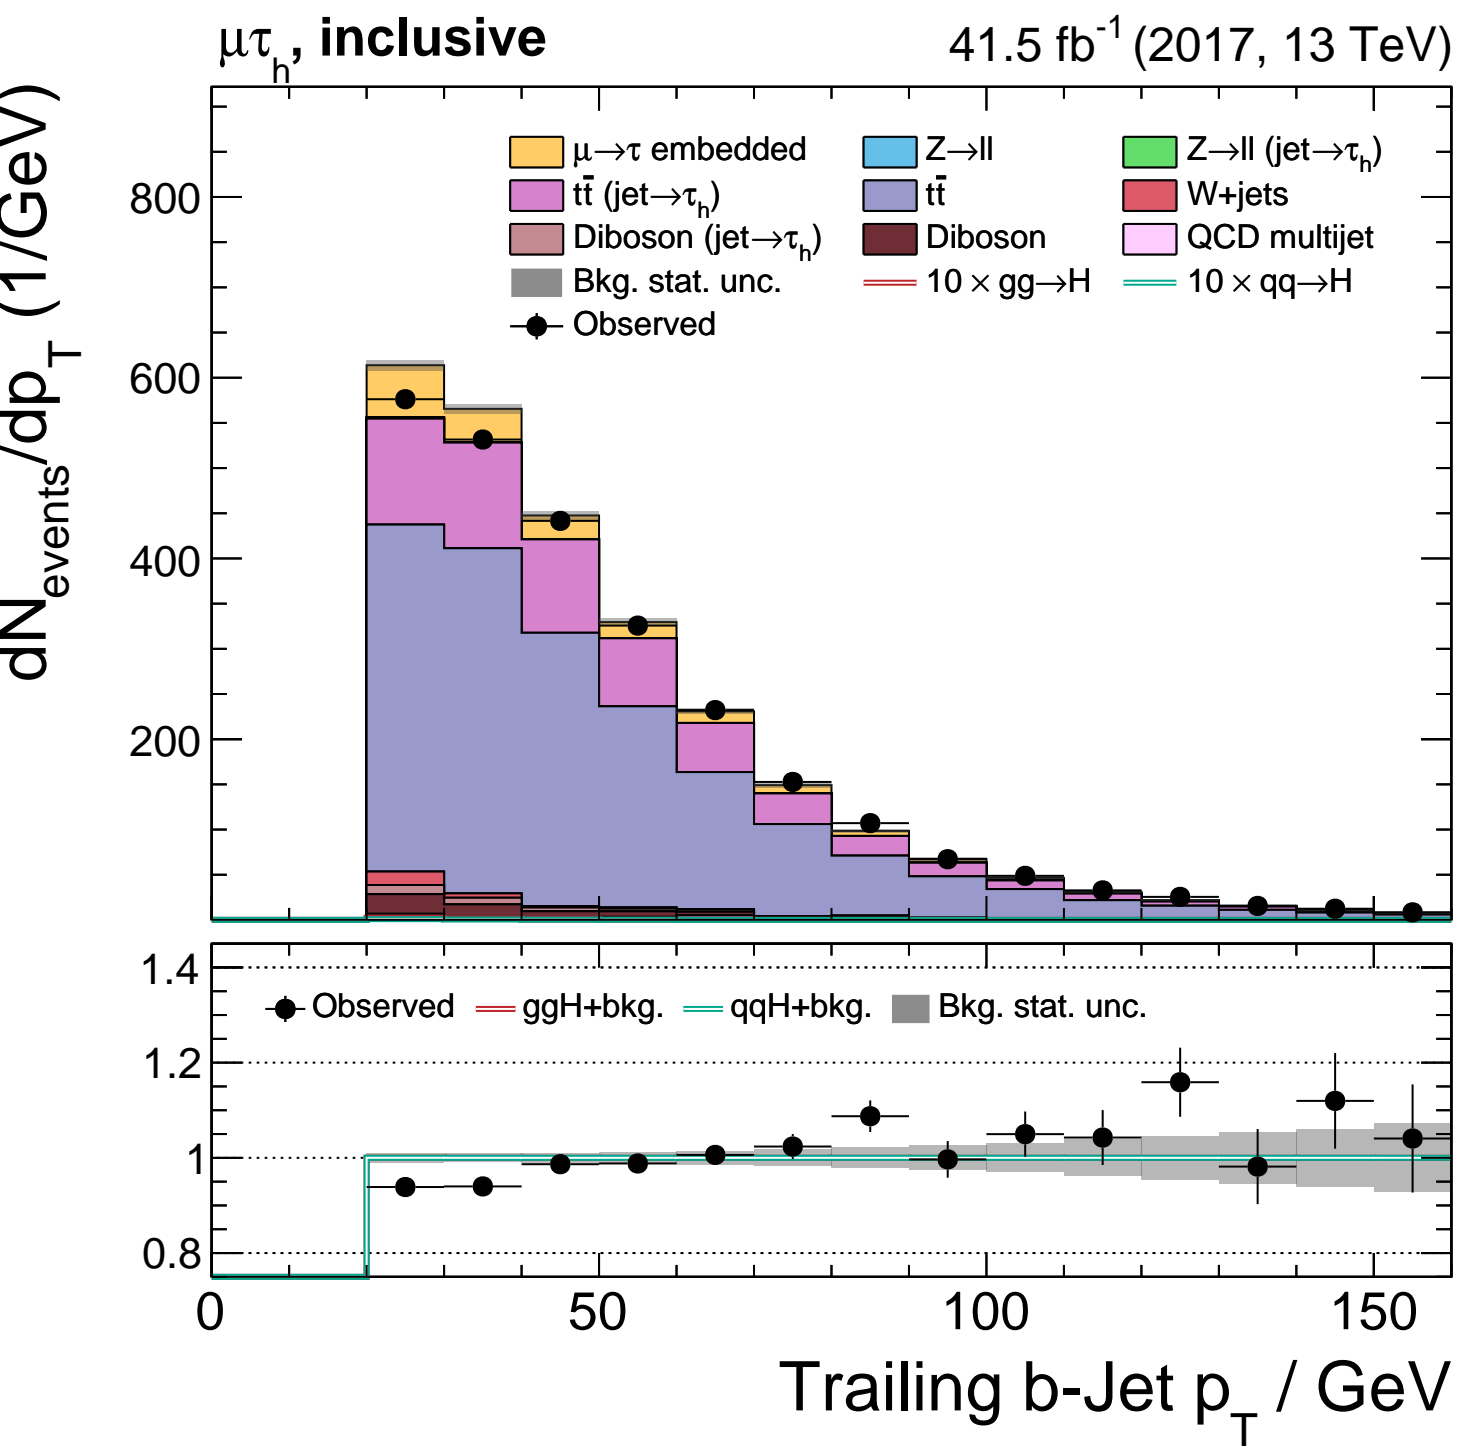 μτh, inclusive 41.5 fb-1 (2017, 13 TeV)
dNevents/dpT (1/GeV)
μ→τ embedded Z→ll Z→ll (jet→τh)
tt̄ (jet→τh) tt̄ W+jets
Diboson (jet→τh) Diboson QCD multijet
Bkg. stat. unc. 10 × gg→H 10 × qq→H
Observed
800
600
400
200
1.4
Observed ggH+bkg. qqH+bkg. Bkg. stat. unc.
1.2
1
0.8
0 50 100 150
Trailing b-Jet pT / GeV